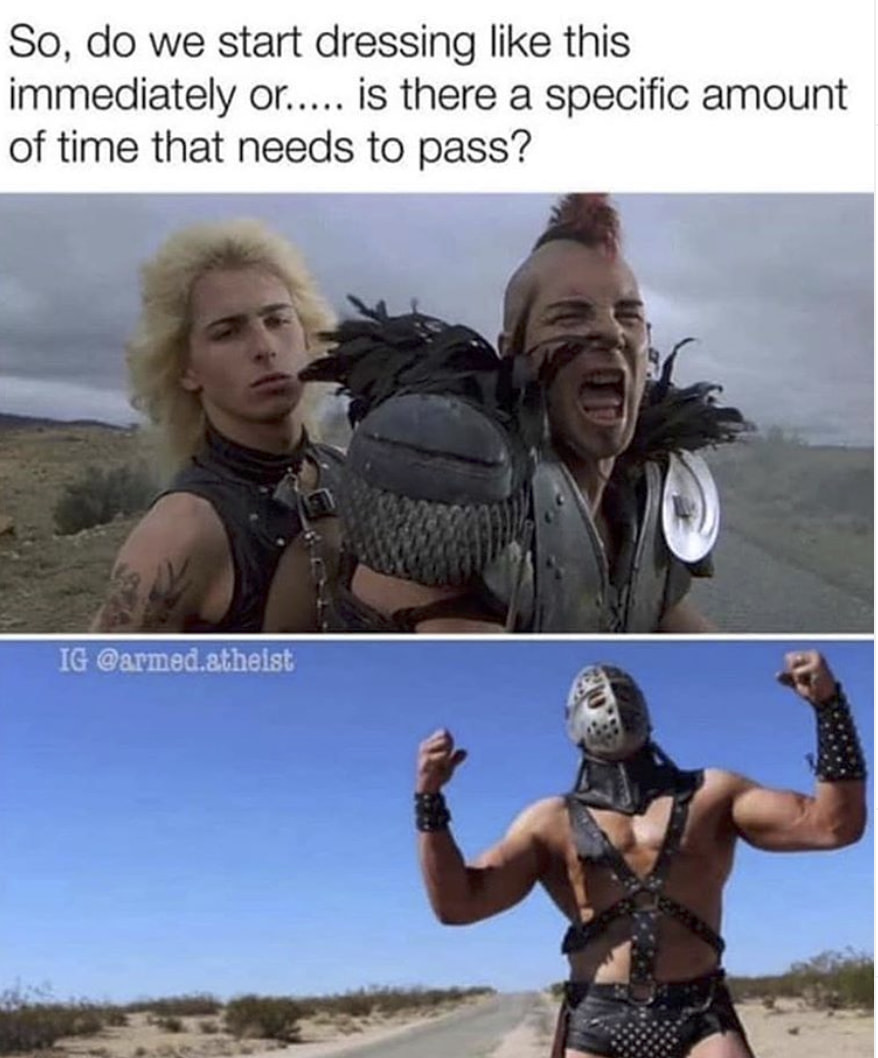 So, do we start dressing like this
immediately or..... is there a specific amount
of time that needs to pass?
IG @armed.atheist